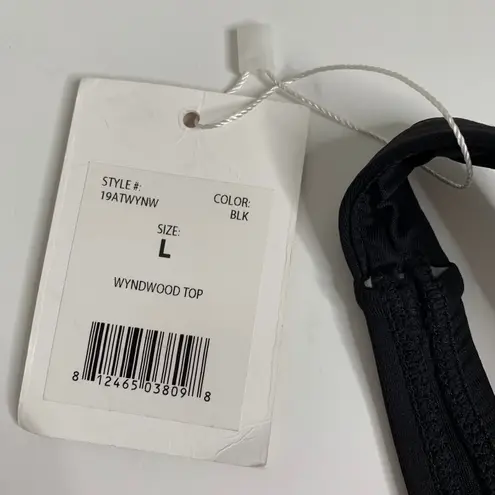 STYLE #: COLOR:
19ATWYNW BLK
SIZE:
L
WYNDWOOD TOP
8 12465 03809 8